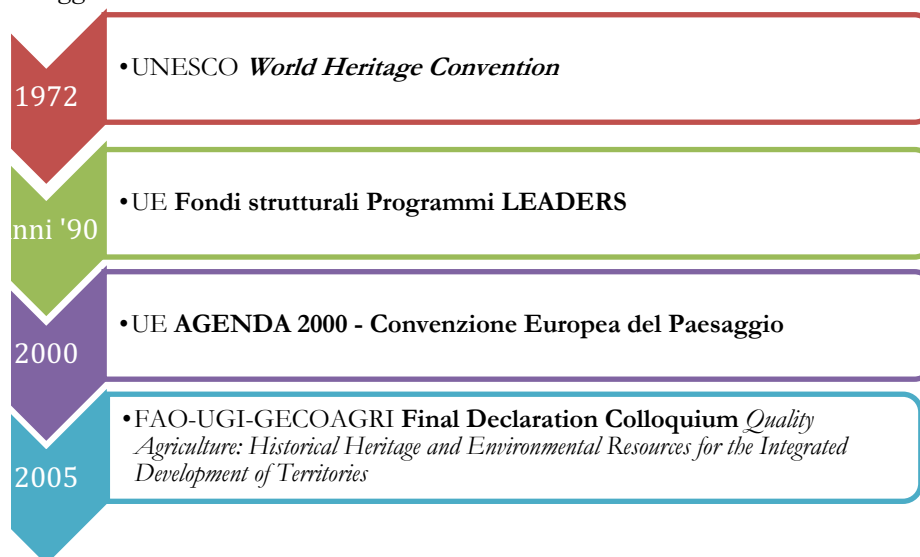 1972
•UNESCO World Heritage Convention
nni '90
•UE Fondi strutturali Programmi LEADERS
2000
•UE AGENDA 2000 - Convenzione Europea del Paesaggio
2005
•FAO-UGI-GECOAGRI Final Declaration Colloquium Quality
Agriculture: Historical Heritage and Environmental Resources for the Integrated
Development of Territories